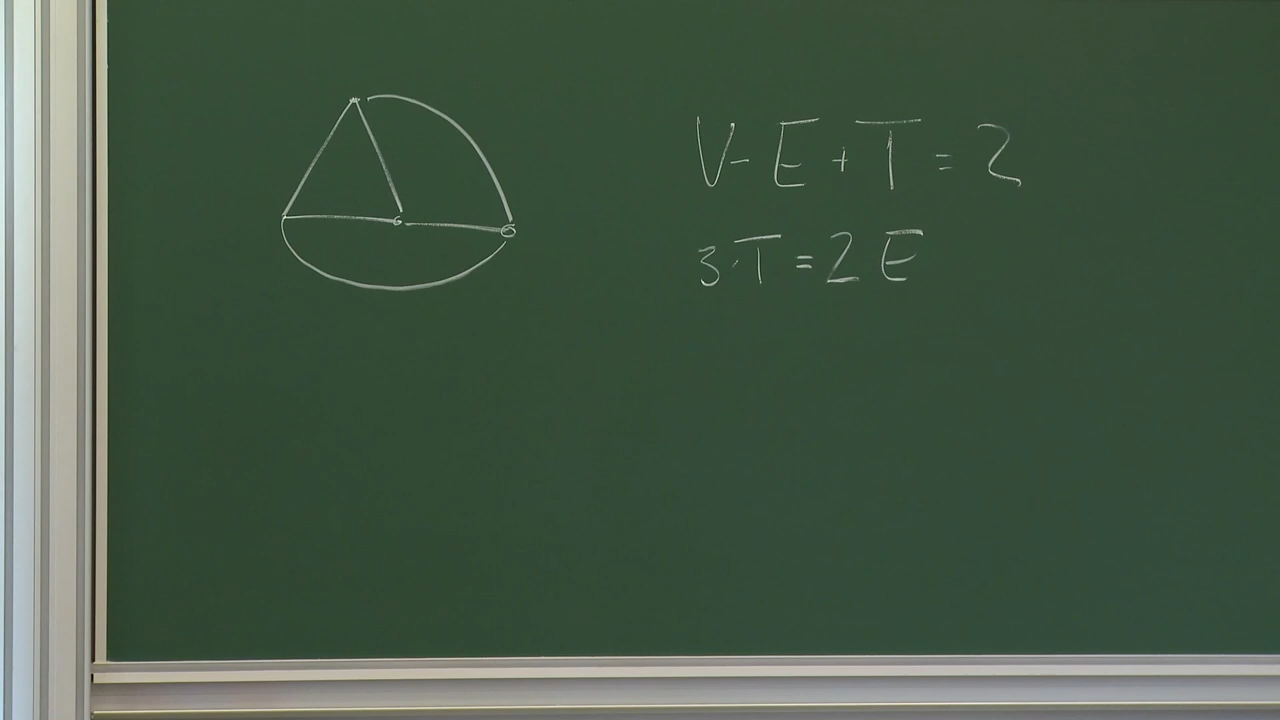 V - E + T = 2
3·T = 2E